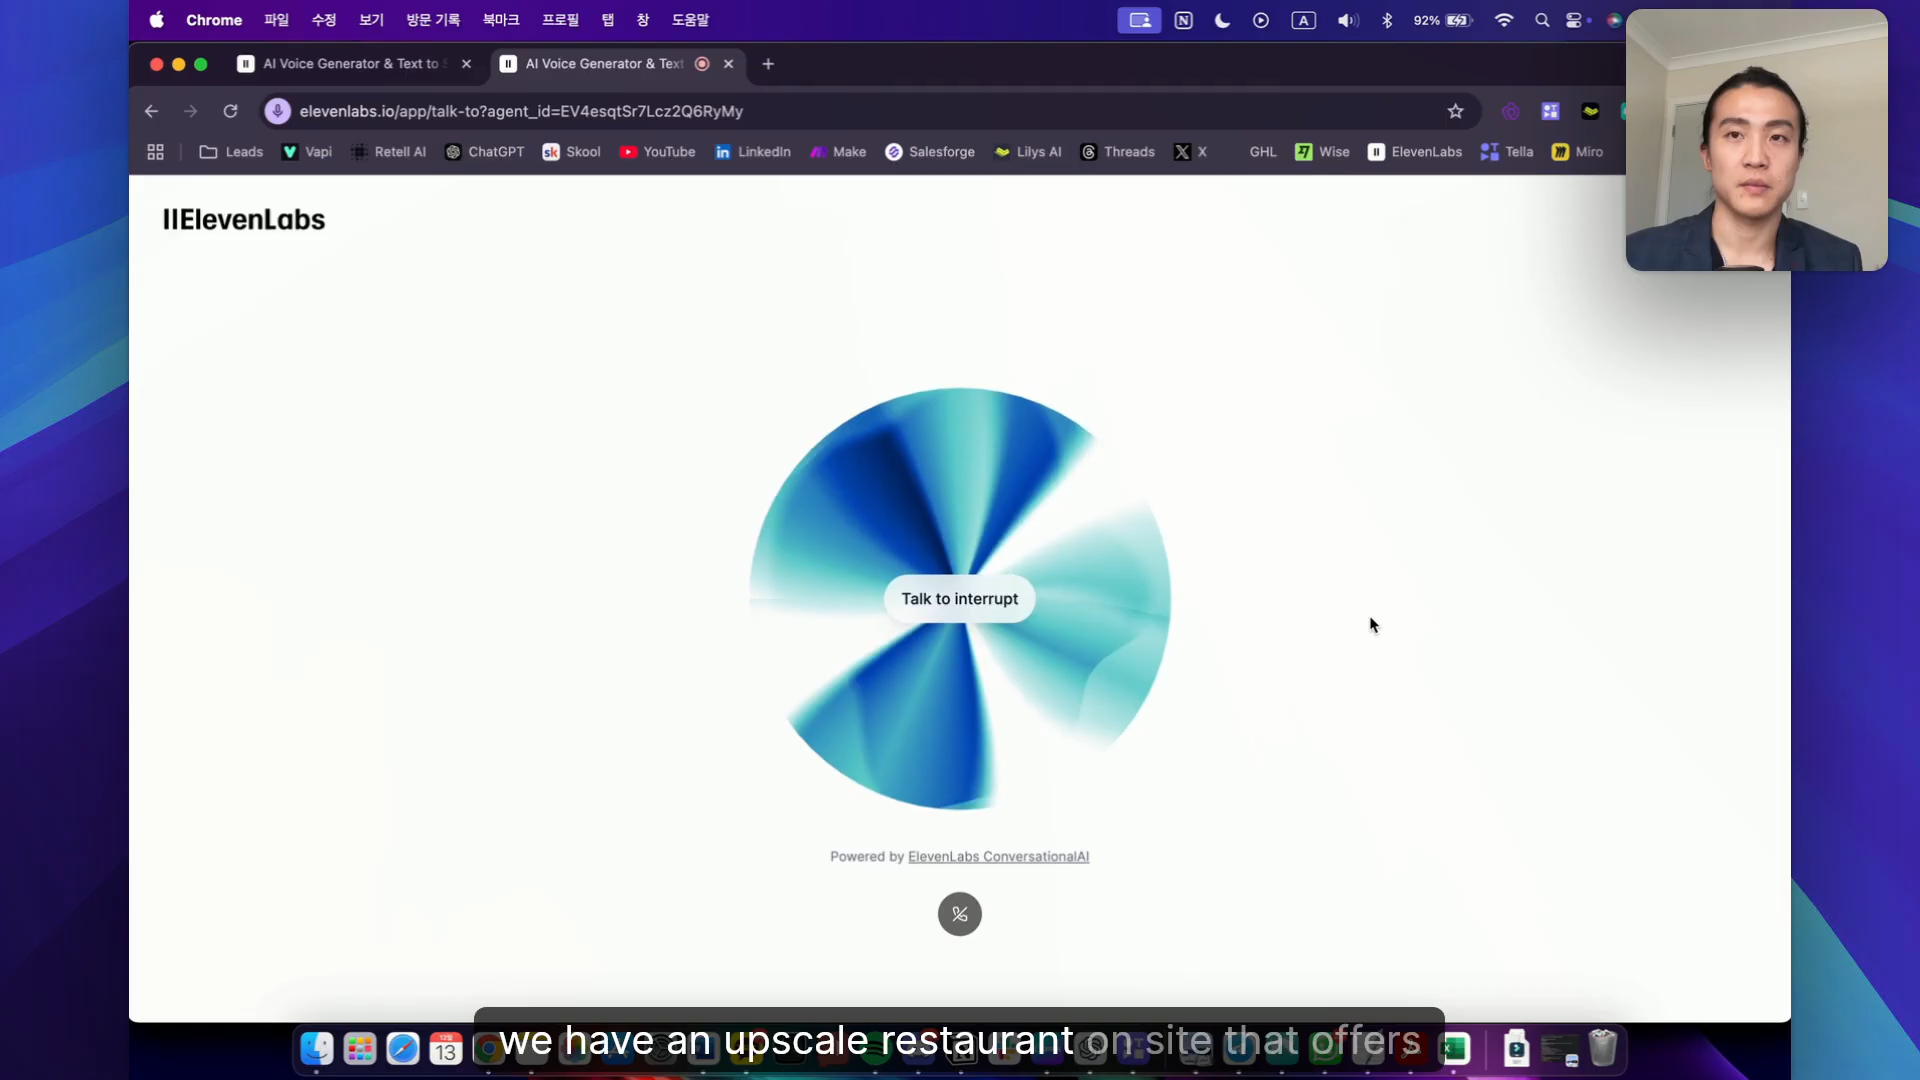 Chrome 파일 수정 보기 방문 기록 북마크 프로필 탭 창 도움말 A 92%
AI Voice Generator & Text to AI Voice Generator & Text
elevenlabs.io/app/talk-to?agent_id=EV4esqtSr7Lcz2Q6RyMy
Leads Vapi Retell AI ChatGPT Skool YouTube LinkedIn Make Salesforge Lilys AI Threads X GHL Wise ElevenLabs Tella Miro
IIElevenLabs
Talk to interrupt
Powered by ElevenLabs ConversationalAI
13
we have an upscale restaurant on site that offers